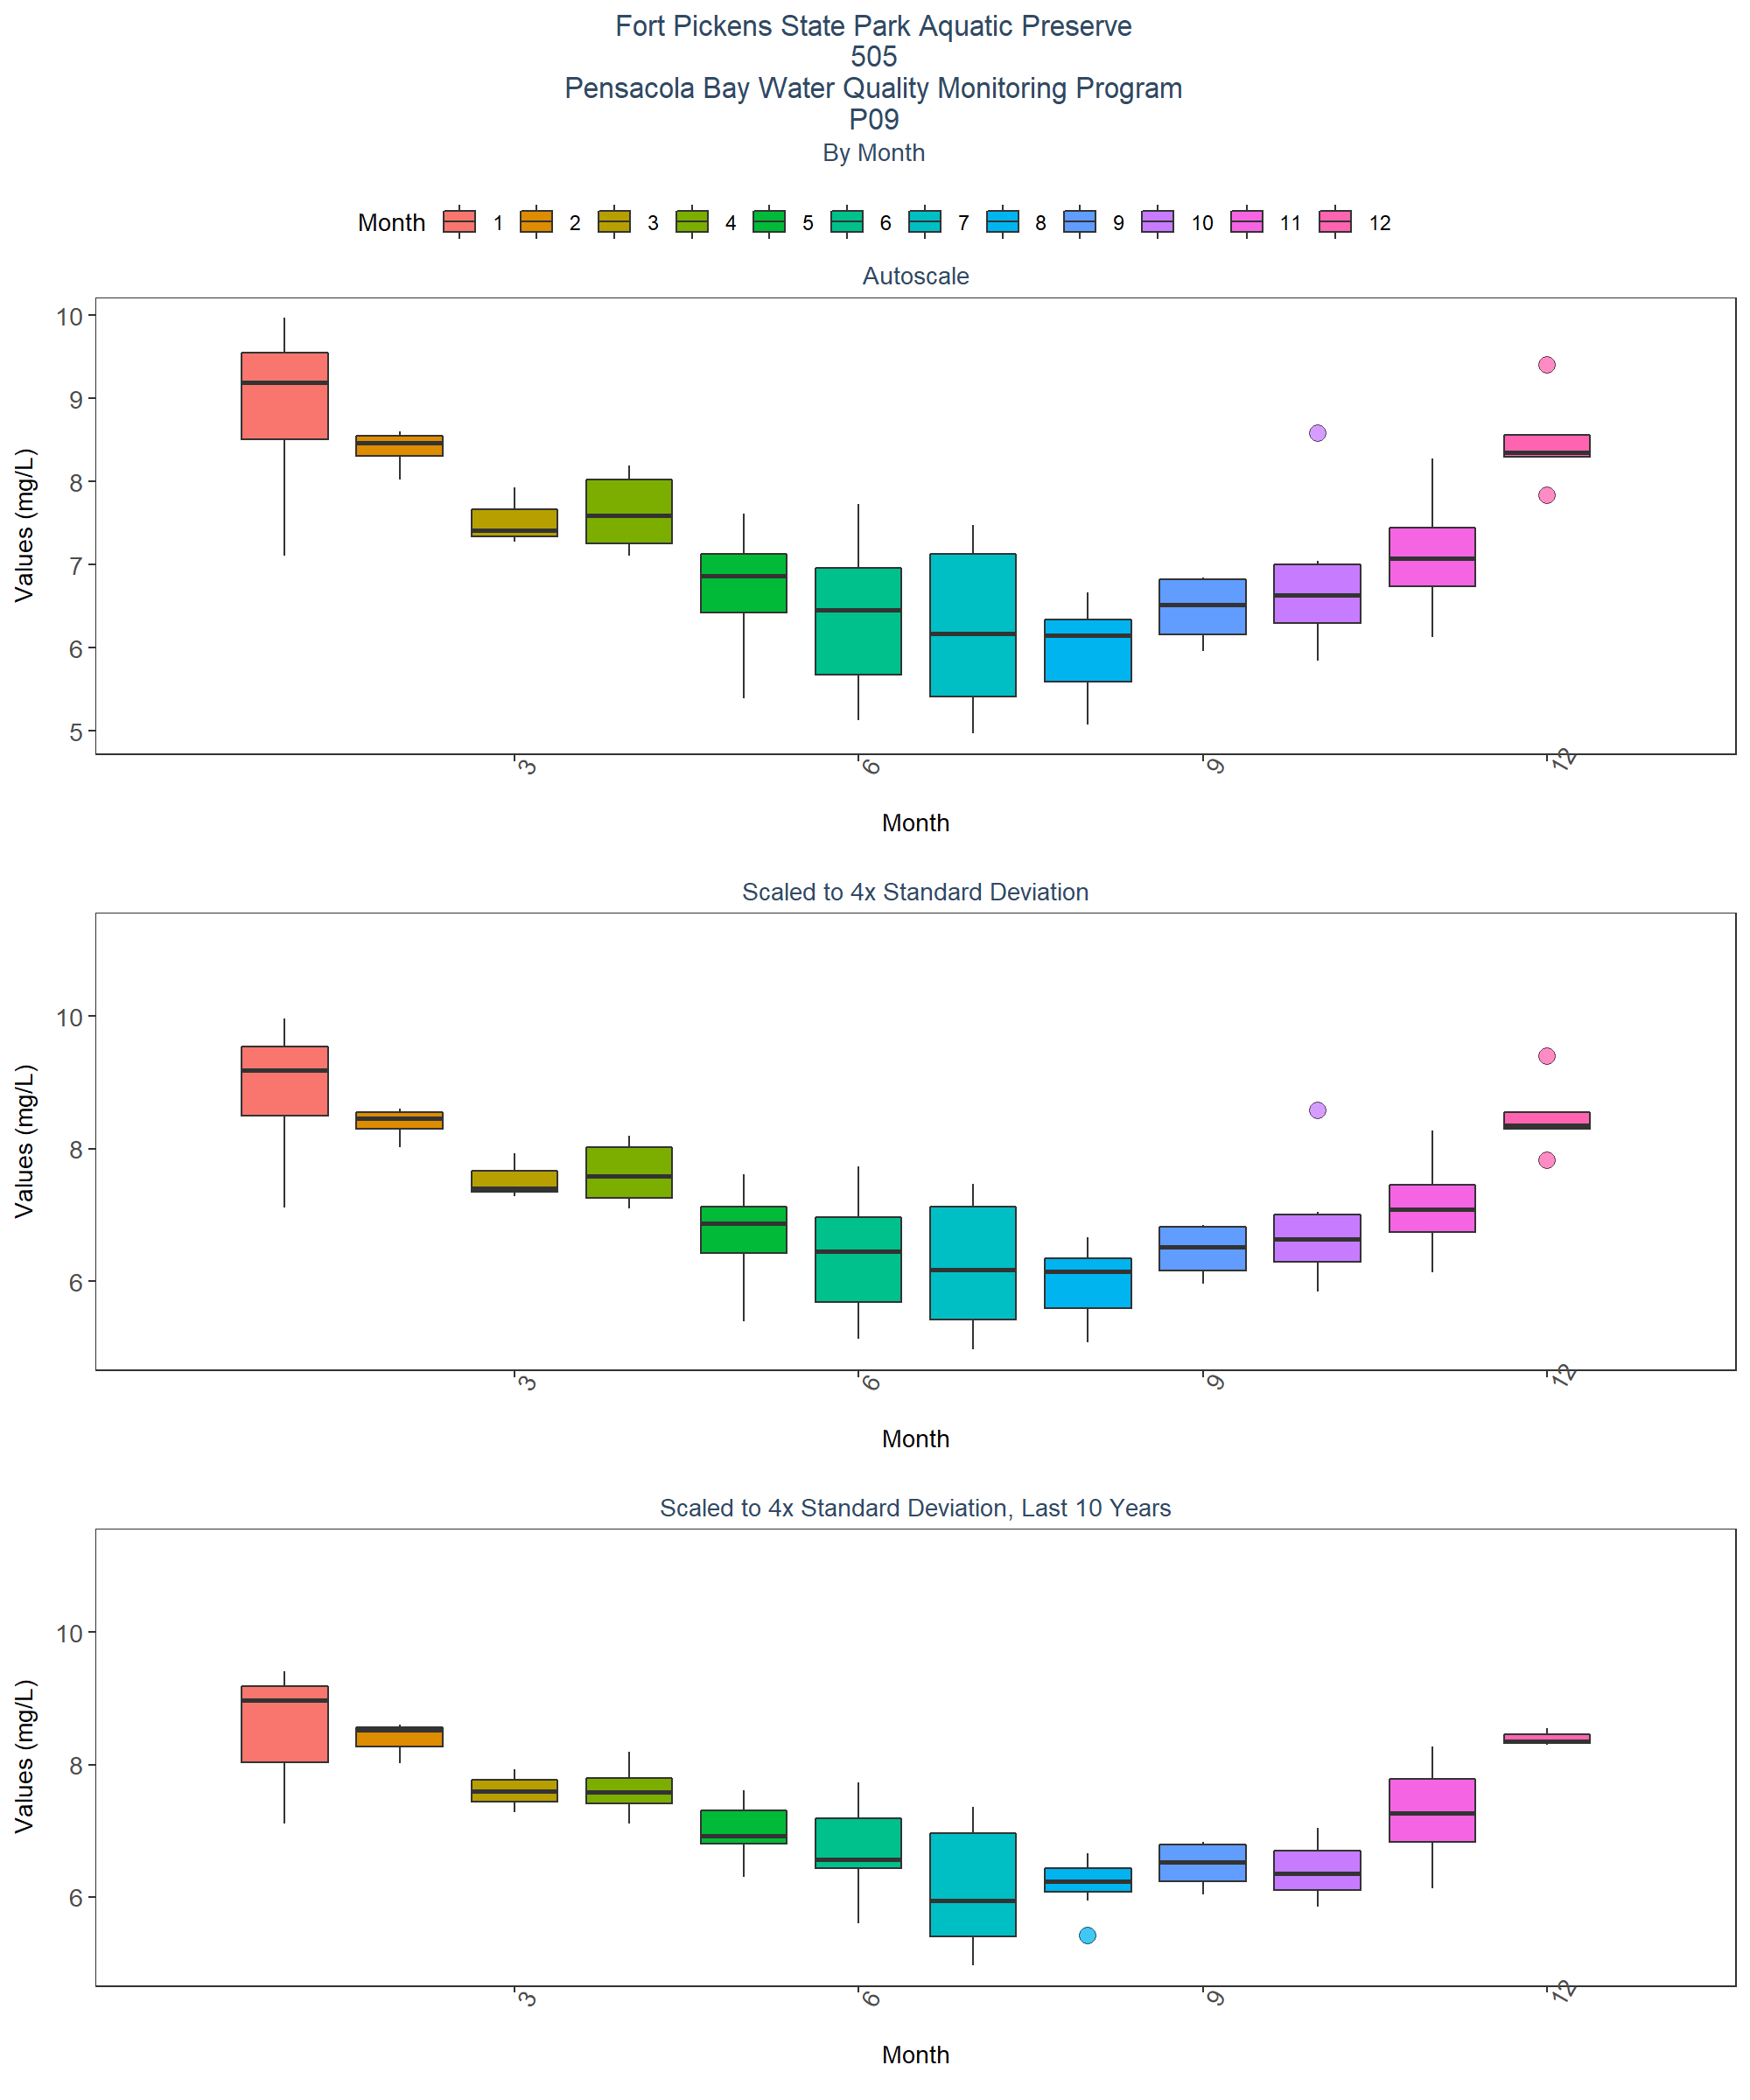 Fort Pickens State Park Aquatic Preserve
505
Pensacola Bay Water Quality Monitoring Program
P09
By Month
Month 1 2 3 4 5 6 7 8 9 10 11 12
Autoscale
Values (mg/L)
10
9
8
7
6
5
3 6 9 12
Month
Scaled to 4x Standard Deviation
Values (mg/L)
10
8
6
3 6 9 12
Month
Scaled to 4x Standard Deviation, Last 10 Years
Values (mg/L)
10
8
6
3 6 9 12
Month